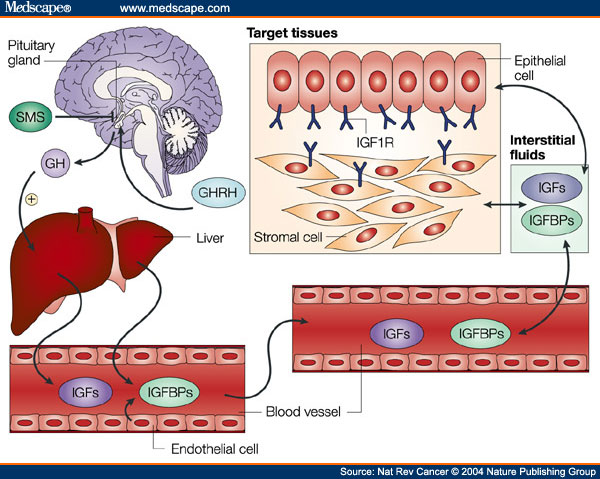 Medscape® www.medscape.com
Pituitary
gland
SMS
GH
GHRH
+
Liver
Target tissues
Epithelial
cell
IGF1R
Stromal cell
Interstitial
fluids
IGFs
IGFBPs
IGFs
IGFBPs
IGFs
IGFBPs
Blood vessel
Endothelial cell
Source: Nat Rev Cancer © 2004 Nature Publishing Group